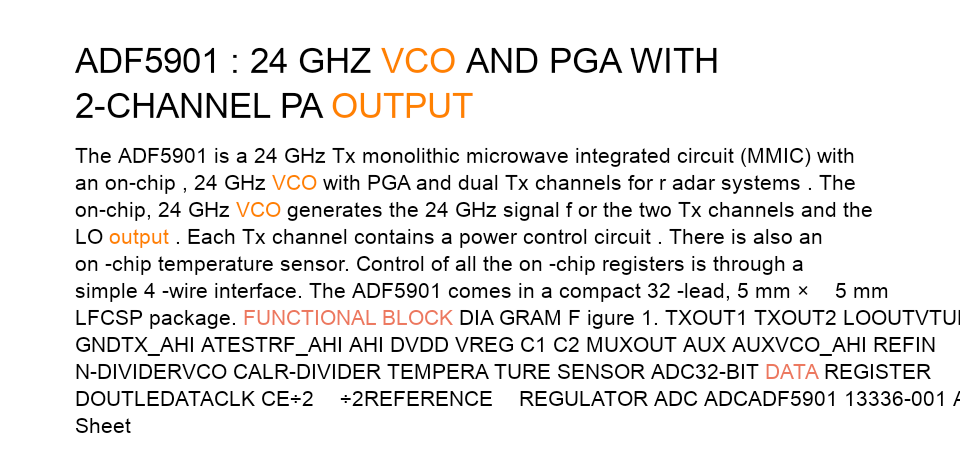 ADF5901 : 24 GHZ VCO AND PGA WITH
2-CHANNEL PA OUTPUT
The ADF5901 is a 24 GHz Tx monolithic microwave integrated circuit (MMIC) with
an on-chip , 24 GHz VCO with PGA and dual Tx channels for r adar systems . The
on-chip, 24 GHz VCO generates the 24 GHz signal f or the two Tx channels and the
LO output . Each Tx channel contains a power control circuit . There is also an
on -chip temperature sensor. Control of all the on -chip registers is through a
simple 4 -wire interface. The ADF5901 comes in a compact 32 -lead, 5 mm × 5 mm
LFCSP package. FUNCTIONAL BLOCK DIA GRAM F igure 1. TXOUT1 TXOUT2
GNDTX_AHI ATESTRF_AHI AHI DVDD VREG C1 C2 MUXOUT AUX AUXVCO_AHI REFIN
N-DIVIDERVCO CALR-DIVIDER TEMPERA TURE SENSOR ADC32-BIT DATA REGISTER
DOUTLEDATACLK CE÷2 ÷2REFERENCE REGULATOR ADC ADCADF5901 13336-001
Sheet